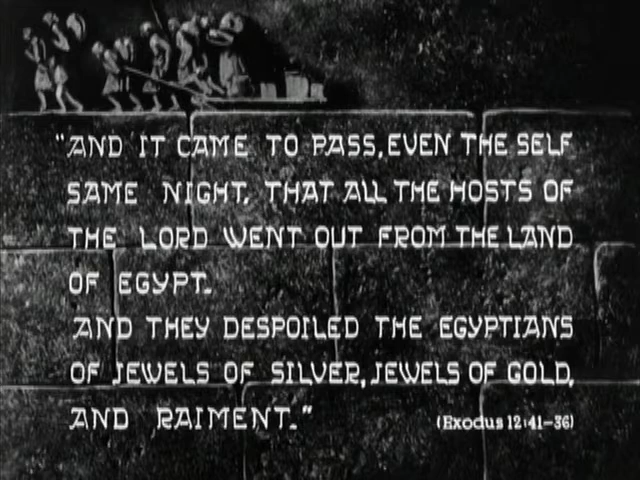 "AND IT CAME TO PASS, EVEN THE SELF
SAME NIGHT, THAT ALL THE HOSTS OF
THE LORD WENT OUT FROM THE LAND
OF EGYPT.
AND THEY DESPOILED THE EGYPTIANS
OF JEWELS OF SILVER, JEWELS OF GOLD,
AND RAIMENT."
(Exodus 12:41-36)